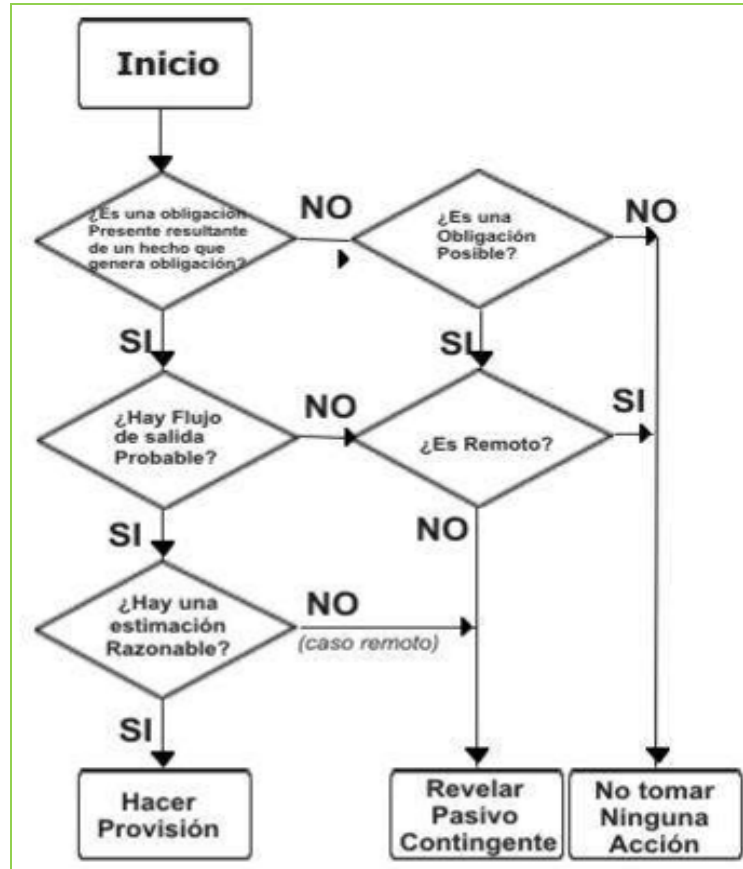 Inicio
¿Es una obligación
Presente resultante
de un hecho que
genera obligación?
NO
¿Es una
Obligación
Posible?
NO
SI
SI
¿Hay Flujo
de salida
Probable?
NO
¿Es Remoto?
SI
SI
NO
¿Hay una
estimación
Razonable?
NO
(caso remoto)
SI
Hacer
Provisión
Revelar
Pasivo
Contingente
No tomar
Ninguna
Acción